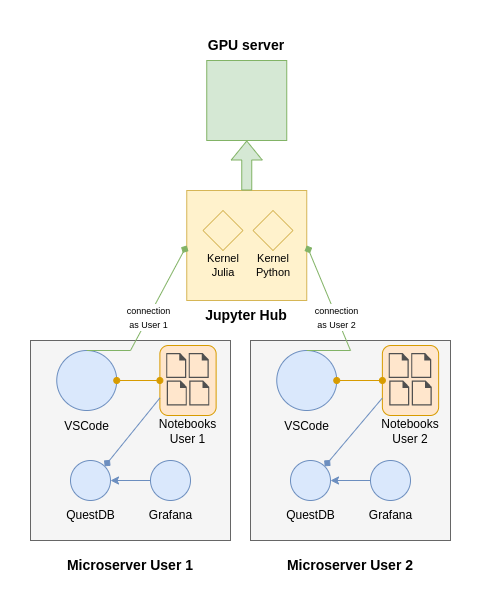 GPU server
Kernel
Julia
Kernel
Python
Jupyter Hub
connection
as User 1
connection
as User 2
VSCode
Notebooks
User 1
QuestDB
Grafana
Microserver User 1
VSCode
Notebooks
User 2
QuestDB
Grafana
Microserver User 2